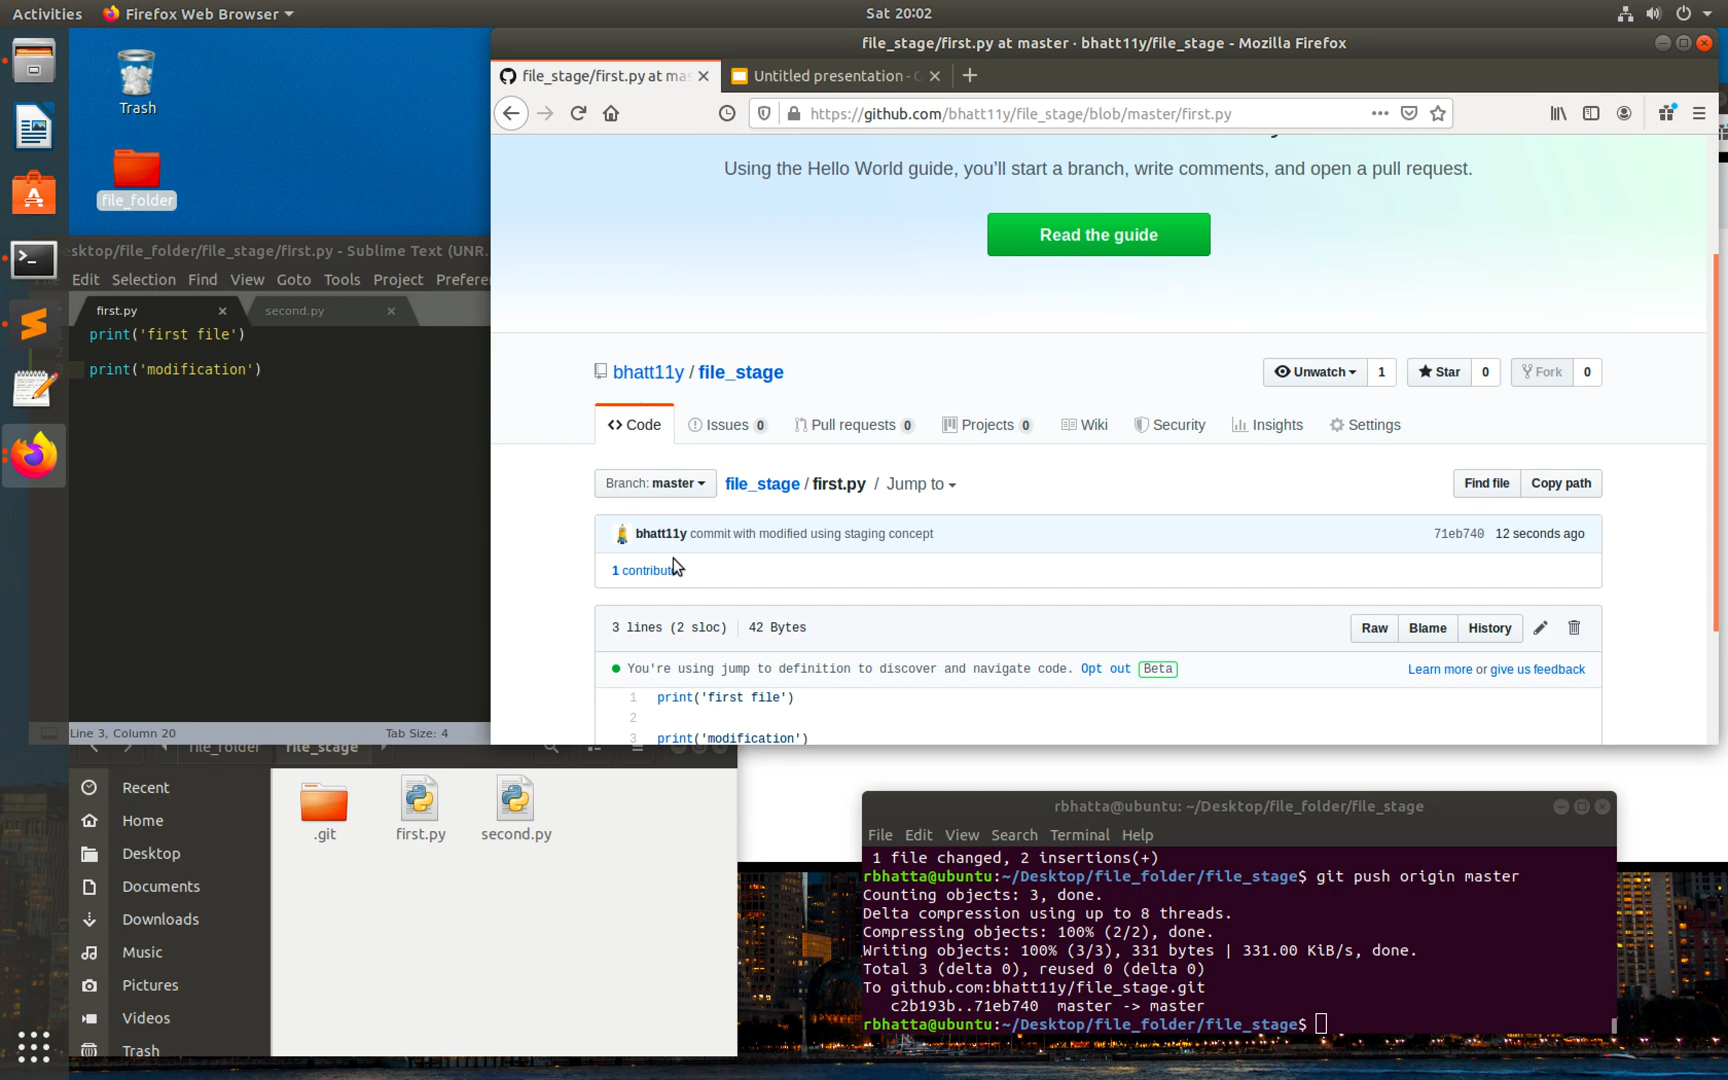 Activities
Firefox Web Browser
Sat 20:02
Trash
file_folder
file_stage/first.py at master · bhatt11y/file_stage - Mozilla Firefox
file_stage/first.py at mas
Untitled presentation -
https://github.com/bhatt11y/file_stage/blob/master/first.py
Using the Hello World guide, you’ll start a branch, write comments, and open a pull request.
Read the guide
bhatt11y / file_stage
Unwatch 1
Star 0
Fork 0
Code
Issues 0
Pull requests 0
Projects 0
Wiki
Security
Insights
Settings
Branch: master
file_stage / first.py / Jump to
Find file
Copy path
bhatt11y commit with modified using staging concept
71eb740 12 seconds ago
1 contribut
3 lines (2 sloc) 42 Bytes
Raw
Blame
History
You're using jump to definition to discover and navigate code. Opt out Beta
Learn more or give us feedback
1 print('first file')
2
3 print('modification')
esktop/file_folder/file_stage/first.py - Sublime Text (UNR
Edit Selection Find View Goto Tools Project Prefere
first.py
second.py
print('first file')
2
print('modification')
Line 3, Column 20
Tab Size: 4
file_folder
file_stage
Recent
Home
Desktop
Documents
Downloads
Music
Pictures
Videos
Trash
.git
first.py
second.py
rbhatta@ubuntu: ~/Desktop/file_folder/file_stage
File Edit View Search Terminal Help
1 file changed, 2 insertions(+)
rbhatta@ubuntu:~/Desktop/file_folder/file_stage$ git push origin master
Counting objects: 3, done.
Delta compression using up to 8 threads.
Compressing objects: 100% (2/2), done.
Writing objects: 100% (3/3), 331 bytes | 331.00 KiB/s, done.
Total 3 (delta 0), reused 0 (delta 0)
To github.com:bhatt11y/file_stage.git
c2b193b..71eb740 master -> master
rbhatta@ubuntu:~/Desktop/file_folder/file_stage$